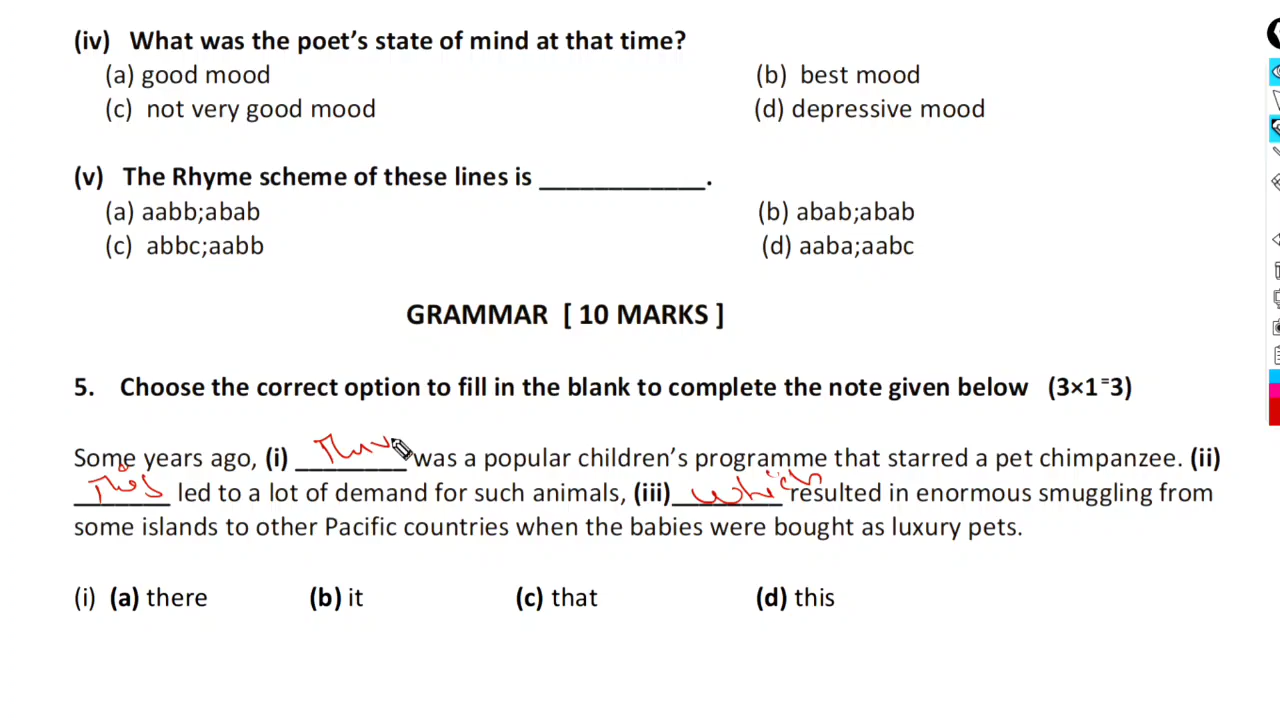 (iv) What was the poet's state of mind at that time?
(a) good mood (b) best mood
(c) not very good mood (d) depressive mood
(v) The Rhyme scheme of these lines is ____________.
(a) aabb;abab (b) abab;abab
(c) abbc;aabb (d) aaba;aabc
GRAMMAR [ 10 MARKS ]
5. Choose the correct option to fill in the blank to complete the note given below (3×1=3)
Some years ago, (i) ________ was a popular children's programme that starred a pet chimpanzee. (ii)
This led to a lot of demand for such animals, (iii) which resulted in enormous smuggling from
some islands to other Pacific countries when the babies were bought as luxury pets.
(i) (a) there (b) it (c) that (d) this